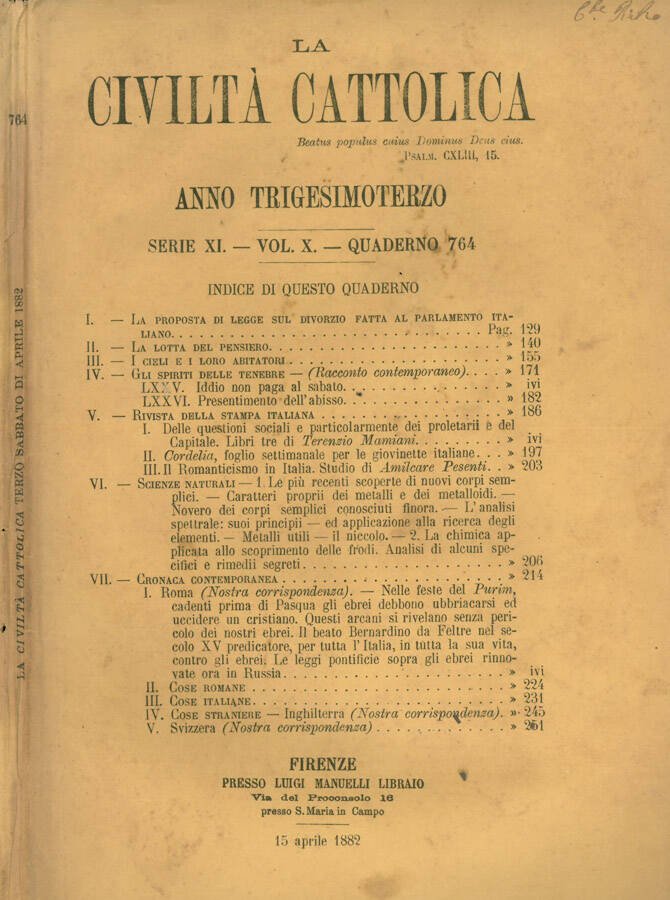 LA
CIVILTÀ CATTOLICA
Beatus populus cuius Dominus Deus eius.
PSALM. CXLIII, 15.
ANNO TRIGESIMOTERZO
SERIE XI. — VOL. X. — QUADERNO 764
INDICE DI QUESTO QUADERNO
I. — LA PROPOSTA DI LEGGE SUL DIVORZIO FATTA AL PARLAMENTO ITA-
LIANO. Pag. 129
II. — LA LOTTA DEL PENSIERO. » 140
III. — I CIELI E I LORO ABITATORI » 155
IV. — GLI SPIRITI DELLE TENEBRE — (Racconto contemporaneo). » 171
LXXV. Iddio non paga al sabato. » ivi
LXXVI. Presentimento dell'abisso. » 182
V. — RIVISTA DELLA STAMPA ITALIANA » 186
I. Delle questioni sociali e particolarmente dei proletarii e del
Capitale. Libri tre di Terenzio Mamiani. » ivi
II. Cordelia, foglio settimanale per le giovinette italiane. » 197
III. Il Romanticismo in Italia. Studio di Amilcare Pesenti. » 203
VI. — SCIENZE NATURALI — 1. Le più recenti scoperte di nuovi corpi sem-
plici. — Caratteri proprii dei metalli e dei metalloidi. —
Novero dei corpi semplici conosciuti finora. — L'analisi
spettrale: suoi principii — ed applicazione alla ricerca degli
elementi. — Metalli utili — il niccolo. — 2. La chimica ap-
plicata allo scoprimento delle frodi. Analisi di alcuni spe-
cifici e rimedii segreti » 206
VII. — CRONACA CONTEMPORANEA » 214
I. Roma (Nostra corrispondenza). — Nelle feste del Purim,
cadenti prima di Pasqua gli ebrei debbono ubbriacarsi ed
uccidere un cristiano. Questi arcani si rivelano senza peri-
colo dei nostri ebrei. Il beato Bernardino da Feltre nel se-
colo XV predicatore, per tutta l'Italia, in tutta la sua vita,
contro gli ebrei. Le leggi pontificie sopra gli ebrei rinno-
vate ora in Russia. » ivi
II. COSE ROMANE » 224
III. COSE ITALIANE. » 231
IV. COSE STRANIERE — Inghilterra (Nostra corrispondenza). » 245
V. Svizzera (Nostra corrispondenza) » 251
FIRENZE
PRESSO LUIGI MANUELLI LIBRAIO
Via del Proconsolo 16
presso S. Maria in Campo
15 aprile 1882
764
LA CIVILTÀ CATTOLICA TERZO SABBATO DI APRILE 1882